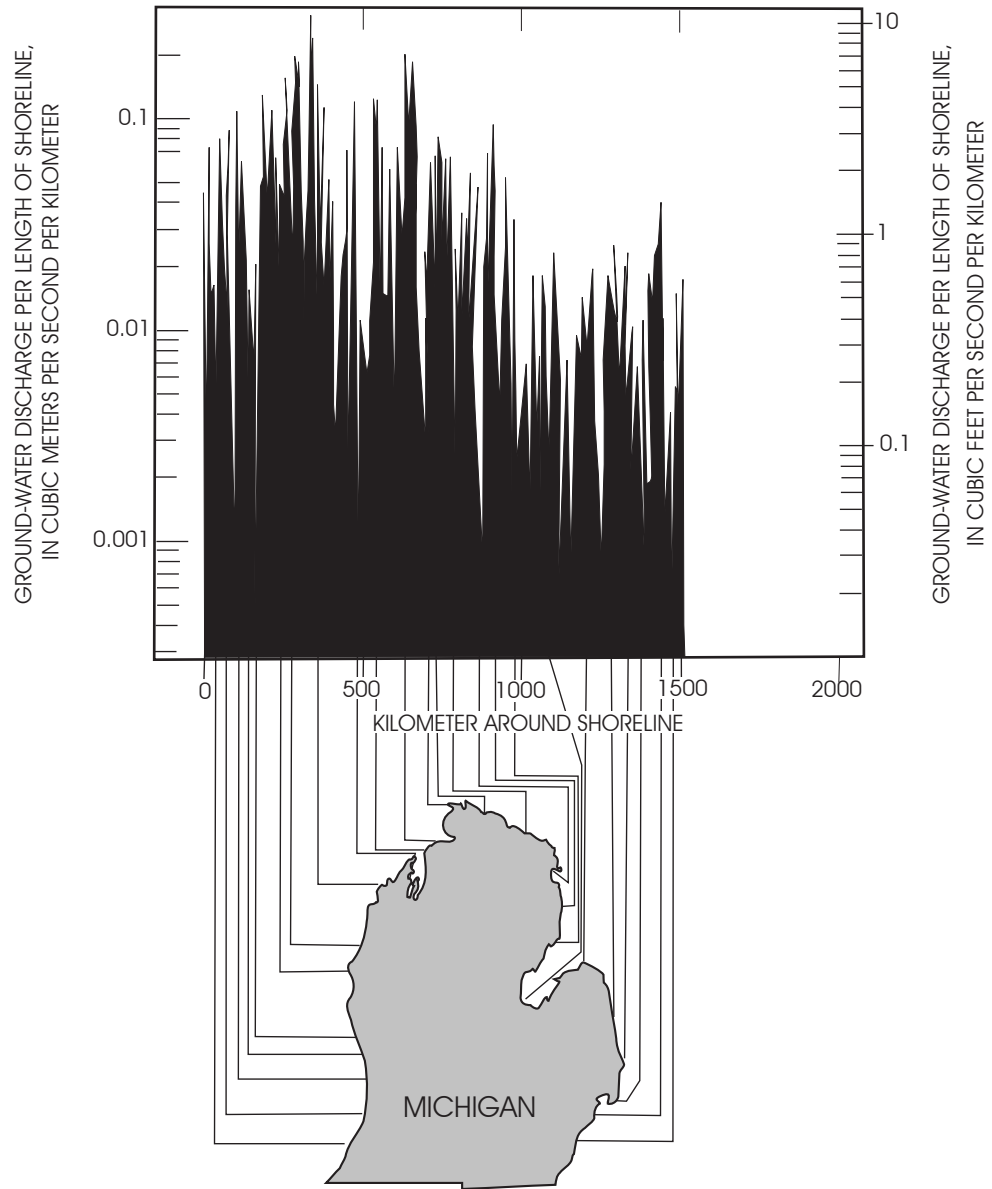 GROUND-WATER DISCHARGE PER LENGTH OF SHORELINE,
IN CUBIC METERS PER SECOND PER KILOMETER
0.1
0.01
0.001
10
1
0.1
GROUND-WATER DISCHARGE PER LENGTH OF SHORELINE,
IN CUBIC FEET PER SECOND PER KILOMETER
0
500
1000
1500
2000
KILOMETER AROUND SHORELINE
MICHIGAN